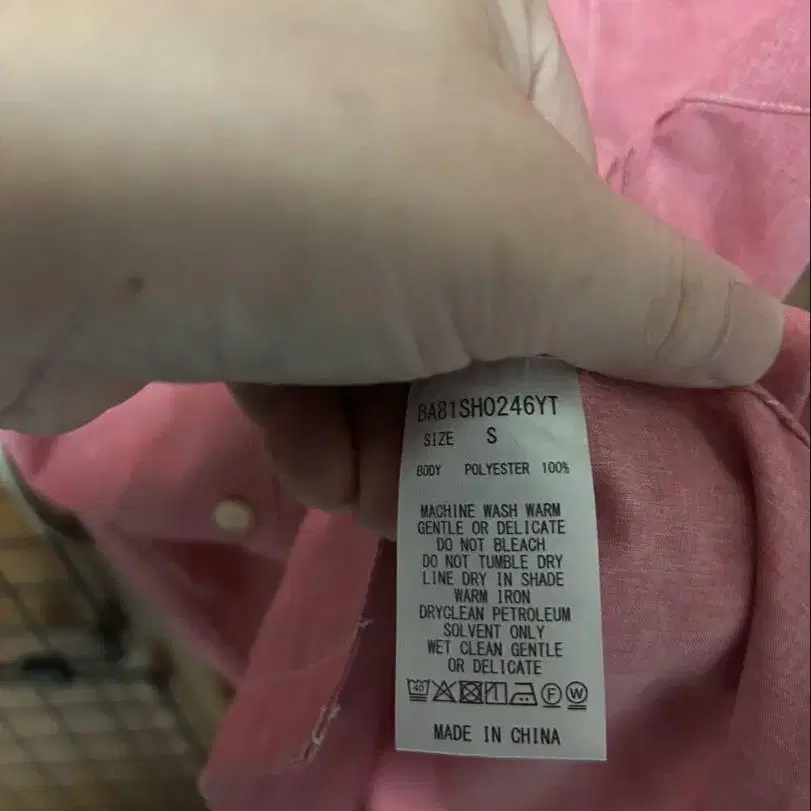 BA81SH0246YT
SIZE S
BODY POLYESTER 100%
MACHINE WASH WARM
GENTLE OR DELICATE
DO NOT BLEACH
DO NOT TUMBLE DRY
LINE DRY IN SHADE
WARM IRON
DRYCLEAN PETROLEUM
SOLVENT ONLY
WET CLEAN GENTLE
OR DELICATE
40 F W
MADE IN CHINA